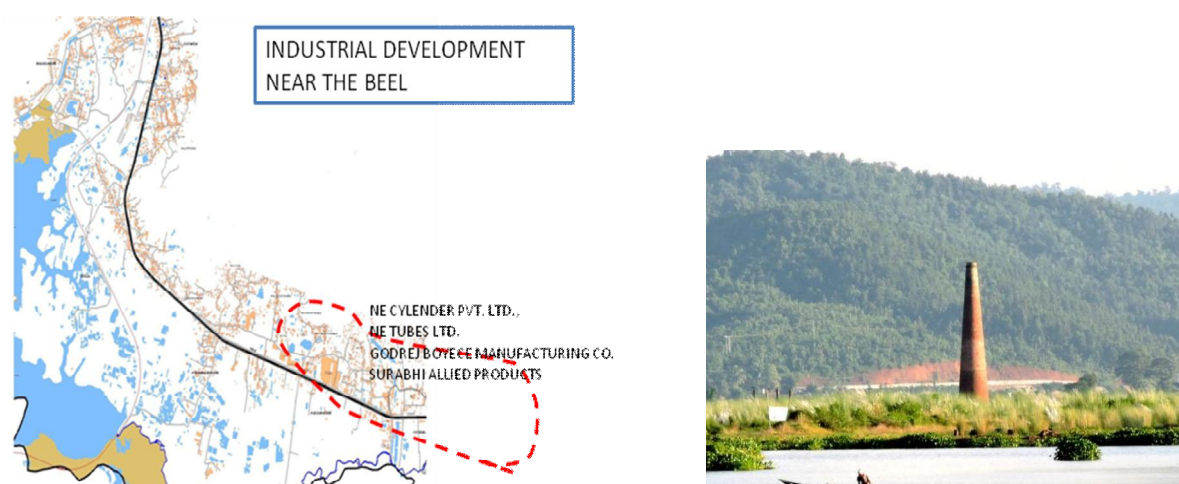 INDUSTRIAL DEVELOPMENT
NEAR THE BEEL
NE CYLENDER PVT. LTD.,
NE TUBES LTD.
GODREJ BOYECE MANUFACTURING CO.
SURABHI ALLIED PRODUCTS